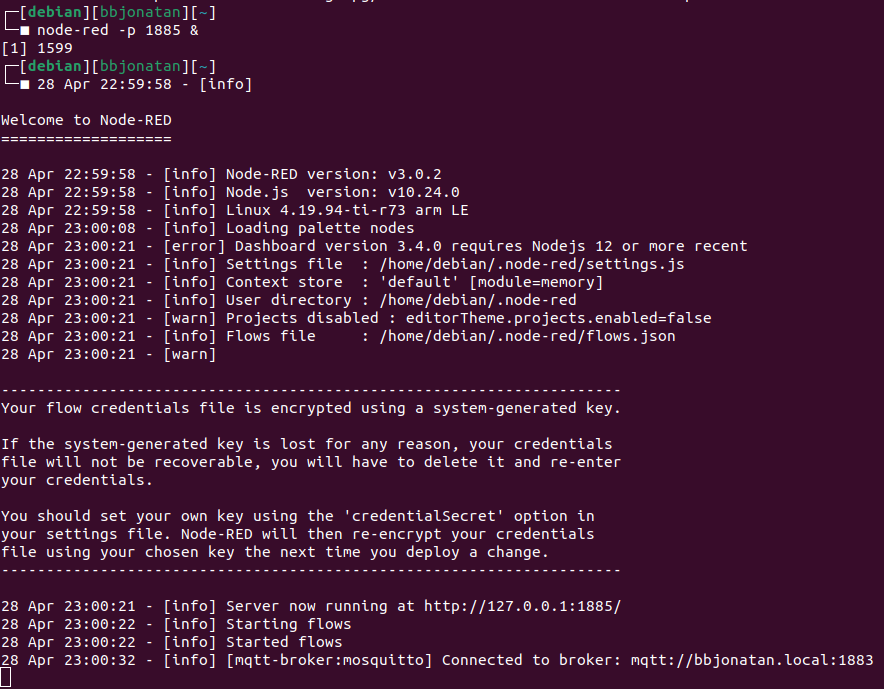 ┌─[debian][bbjonatan][~]
└─■ node-red -p 1885 &
[1] 1599
┌─[debian][bbjonatan][~]
└─■ 28 Apr 22:59:58 - [info]

Welcome to Node-RED
===================

28 Apr 22:59:58 - [info] Node-RED version: v3.0.2
28 Apr 22:59:58 - [info] Node.js  version: v10.24.0
28 Apr 22:59:58 - [info] Linux 4.19.94-ti-r73 arm LE
28 Apr 23:00:08 - [info] Loading palette nodes
28 Apr 23:00:21 - [error] Dashboard version 3.4.0 requires Nodejs 12 or more recent
28 Apr 23:00:21 - [info] Settings file  : /home/debian/.node-red/settings.js
28 Apr 23:00:21 - [info] Context store  : 'default' [module=memory]
28 Apr 23:00:21 - [info] User directory : /home/debian/.node-red
28 Apr 23:00:21 - [warn] Projects disabled : editorTheme.projects.enabled=false
28 Apr 23:00:21 - [info] Flows file     : /home/debian/.node-red/flows.json
28 Apr 23:00:21 - [warn]

---------------------------------------------------------------------
Your flow credentials file is encrypted using a system-generated key.

If the system-generated key is lost for any reason, your credentials
file will not be recoverable, you will have to delete it and re-enter
your credentials.

You should set your own key using the 'credentialSecret' option in
your settings file. Node-RED will then re-encrypt your credentials
file using your chosen key the next time you deploy a change.
---------------------------------------------------------------------

28 Apr 23:00:21 - [info] Server now running at http://127.0.0.1:1885/
28 Apr 23:00:22 - [info] Starting flows
28 Apr 23:00:22 - [info] Started flows
28 Apr 23:00:32 - [info] [mqtt-broker:mosquitto] Connected to broker: mqtt://bbjonatan.local:1883